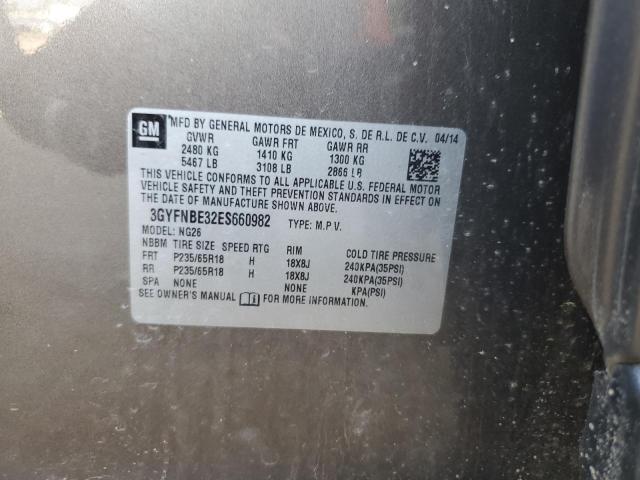 GM MFD BY GENERAL MOTORS DE MEXICO, S. DE R.L. DE C.V. 04/14
GVWR GAWR FRT GAWR RR
2480 KG 1410 KG 1300 KG
5467 LB 3108 LB 2866 LB
THIS VEHICLE CONFORMS TO ALL APPLICABLE U.S. FEDERAL MOTOR
VEHICLE SAFETY AND THEFT PREVENTION STANDARDS IN EFFECT ON
THE DATE OF MANUFACTURE SHOWN ABOVE.
3GYFNBE32ES660982 TYPE: M.P.V.
MODEL: NG26
NBBM TIRE SIZE SPEED RTG RIM COLD TIRE PRESSURE
FRT P235/65R18 H 18X8J 240KPA(35PSI)
RR P235/65R18 H 18X8J 240KPA(35PSI)
SPA NONE NONE KPA(PSI)
SEE OWNER'S MANUAL FOR MORE INFORMATION.